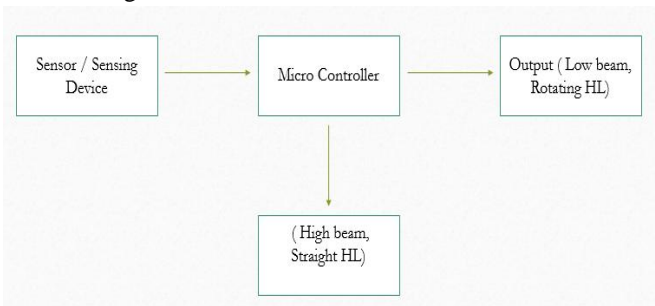 Sensor / Sensing
Device
Micro Controller
Output ( Low beam,
Rotating HL)
( High beam,
Straight HL)